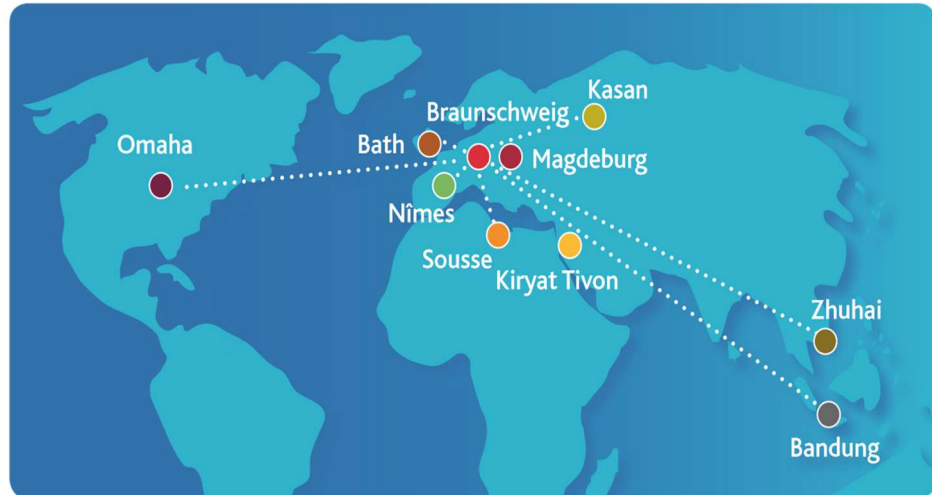 Kasan
Braunschweig
Omaha
Bath
Magdeburg
Nîmes
Sousse
Kiryat Tivon
Zhuhai
Bandung